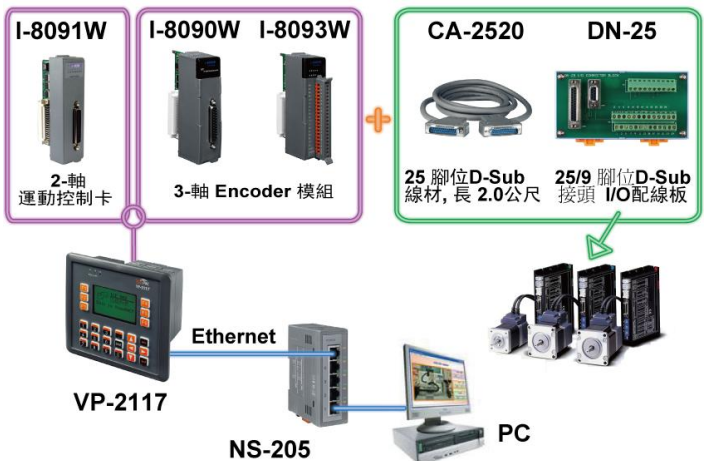 I-8091W
I-8090W
I-8093W
CA-2520
DN-25
2-軸
運動控制卡
3-軸 Encoder 模組
25 腳位D-Sub
線材, 長 2.0公尺
25/9 腳位D-Sub
接頭 I/O配線板
VP-2117
Ethernet
NS-205
PC